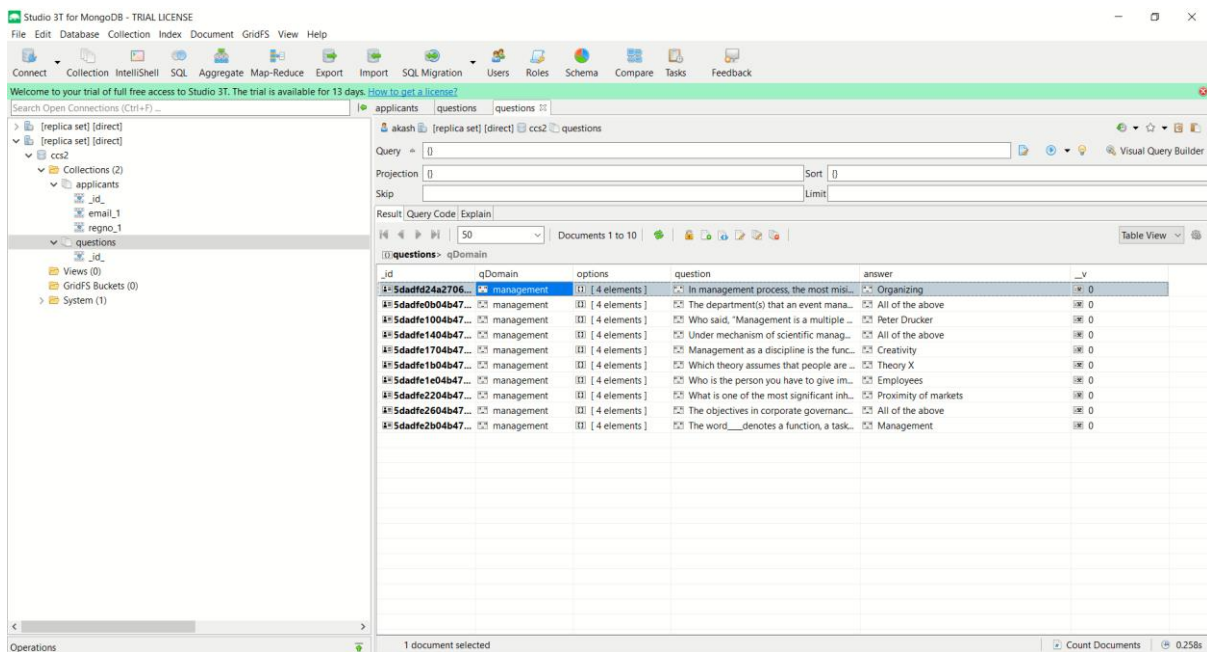 Studio 3T for MongoDB - TRIAL LICENSE
File Edit Database Collection Index Document GridFS View Help
Connect Collection IntelliShell SQL Aggregate Map-Reduce Export Import SQL Migration Users Roles Schema Compare Tasks Feedback
Welcome to your trial of full free access to Studio 3T. The trial is available for 13 days. How to get a license?
Search Open Connections (Ctrl+F) ...
[replica set] [direct]
[replica set] [direct]
ccs2
Collections (2)
applicants
_id_
email_1
regno_1
questions
_id_
Views (0)
GridFS Buckets (0)
System (1)
Operations
applicants questions questions
akash [replica set] [direct] ccs2 questions
Query {} Visual Query Builder
Projection {} Sort {}
Skip Limit
Result Query Code Explain
50 Documents 1 to 10 Table View
questions > qDomain
_id qDomain options question answer __v
5dadfd24a2706... management [ 4 elements ] In management process, the most misi... Organizing 0
5dadfe0b04b47... management [ 4 elements ] The department(s) that an event mana... All of the above 0
5dadfe1004b47... management [ 4 elements ] Who said, "Management is a multiple ... Peter Drucker 0
5dadfe1404b47... management [ 4 elements ] Under mechanism of scientific manag... All of the above 0
5dadfe1704b47... management [ 4 elements ] Management as a discipline is the func... Creativity 0
5dadfe1b04b47... management [ 4 elements ] Which theory assumes that people are ... Theory X 0
5dadfe1e04b47... management [ 4 elements ] Who is the person you have to give im... Employees 0
5dadfe2204b47... management [ 4 elements ] What is one of the most significant inh... Proximity of markets 0
5dadfe2604b47... management [ 4 elements ] The objectives in corporate governanc... All of the above 0
5dadfe2b04b47... management [ 4 elements ] The word___denotes a function, a task... Management 0
1 document selected Count Documents 0.258s